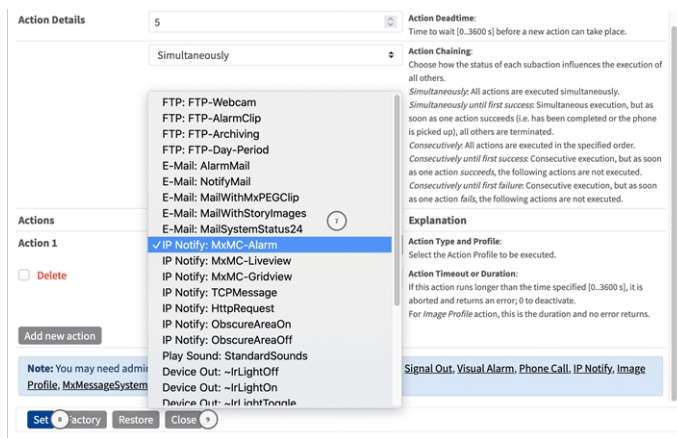 Action Details
5
Action Deadtime:
Time to wait [0..3600 s] before a new action can take place.
Simultaneously
Action Chaining:
Choose how the status of each subaction influences the execution of
all others.
Simultaneously: All actions are executed simultaneously.
Simultaneously until first success: Simultaneous execution, but as
soon as one action succeeds (i.e. has been completed or the phone
is picked up), all others are terminated.
Consecutively: All actions are executed in the specified order.
Consecutively until first success: Consecutive execution, but as soon
as one action succeeds, the following actions are not executed.
Consecutively until first failure: Consecutive execution, but as soon
as one action fails, the following actions are not executed.
FTP: FTP-Webcam
FTP: FTP-AlarmClip
FTP: FTP-Archiving
FTP: FTP-Day-Period
E-Mail: AlarmMail
E-Mail: NotifyMail
E-Mail: MailWithMxPEGClip
E-Mail: MailWithStoryImages
E-Mail: MailSystemStatus24
✓IP Notify: MxMC-Alarm
IP Notify: MxMC-Liveview
IP Notify: MxMC-Gridview
IP Notify: TCPMessage
IP Notify: HttpRequest
IP Notify: ObscureAreaOn
IP Notify: ObscureAreaOff
Play Sound: StandardSounds
Device Out: ~IrLightOff
Device Out: ~IrLightOn
Device Out: ~IrLightToggle
7
Actions
Explanation
Action 1
Action Type and Profile:
Select the Action Profile to be executed.
Delete
Action Timeout or Duration:
If this action runs longer than the time specified [0..3600 s], it is
aborted and returns an error; 0 to deactivate.
For Image Profile action, this is the duration and no error returns.
Add new action
Note: You may need admi
Signal Out, Visual Alarm, Phone Call, IP Notify, Image
Profile, MxMessageSystem
Set 8 actory Restore Close 9